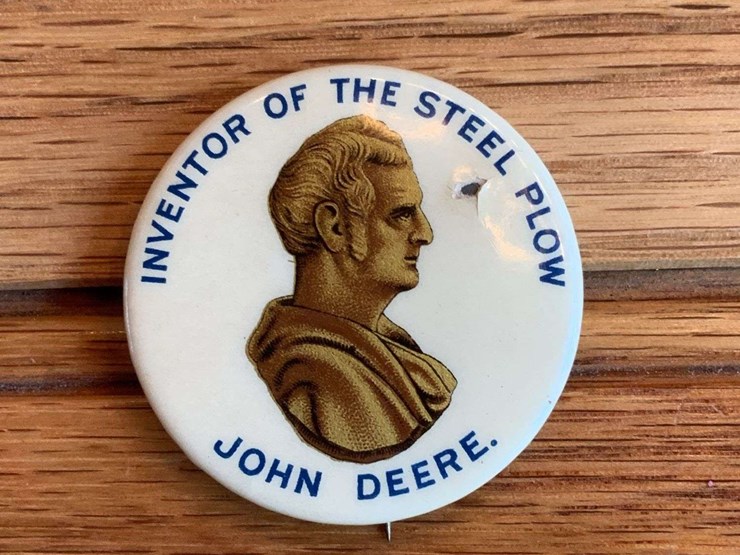 INVENTOR OF THE STEEL PLOW
JOHN DEERE.